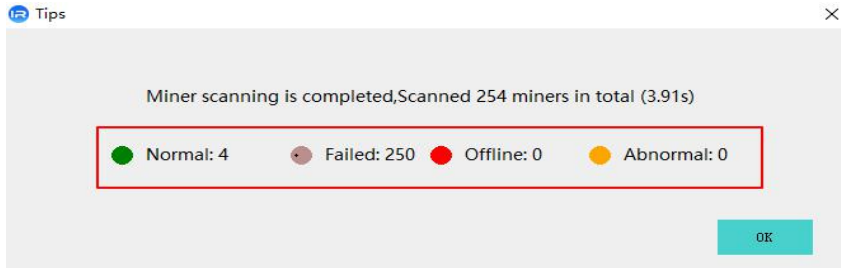 IR Tips
Miner scanning is completed,Scanned 254 miners in total (3.91s)
Normal: 4 Failed: 250 Offline: 0 Abnormal: 0
OK